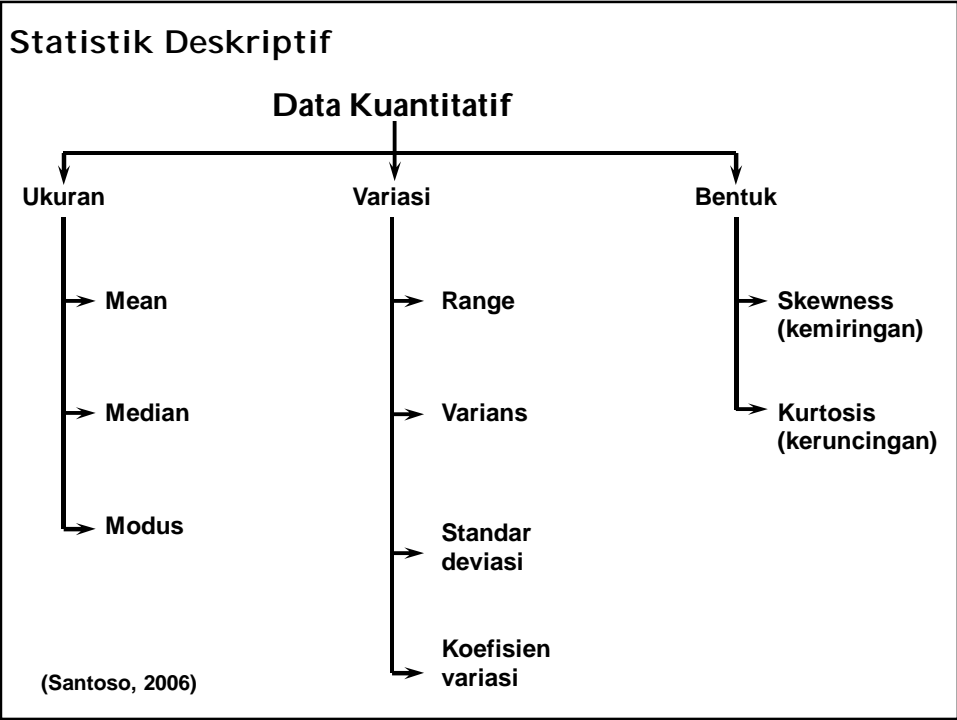 Statistik Deskriptif
Data Kuantitatif
Ukuran
Mean
Median
Modus
Variasi
Range
Varians
Standar
deviasi
Koefisien
variasi
Bentuk
Skewness
(kemiringan)
Kurtosis
(keruncingan)
(Santoso, 2006)